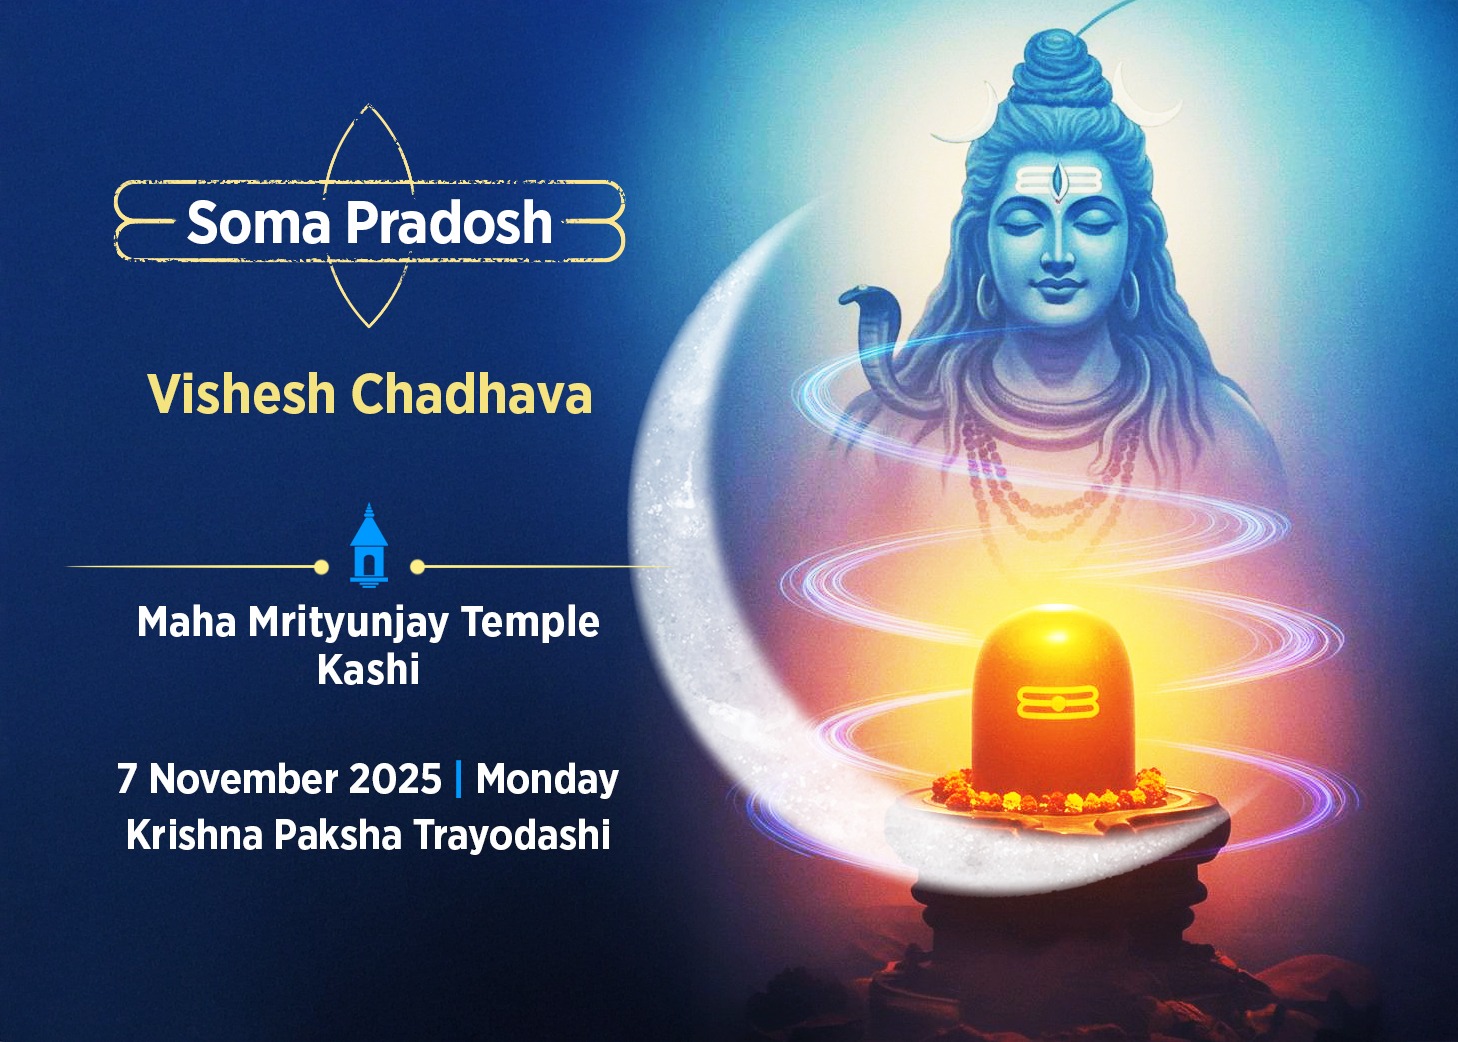 Soma Pradosh
Vishesh Chadhava
Maha Mrityunjay Temple
Kashi
7 November 2025 | Monday
Krishna Paksha Trayodashi